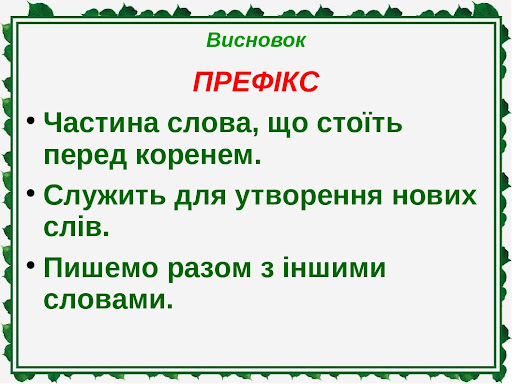 Висновок
ПРЕФІКС
• Частина слова, що стоїть
перед коренем.
• Служить для утворення нових
слів.
• Пишемо разом з іншими
словами.